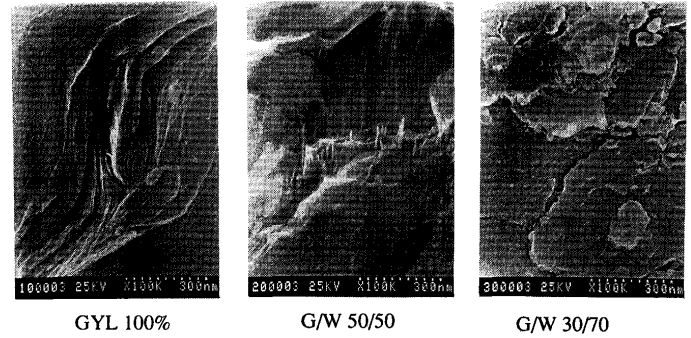 100003 25KV X100K 300nm
200003 25KV X100K 300nm
300003 25KV X100K 300nm
GYL 100%
G/W 50/50
G/W 30/70